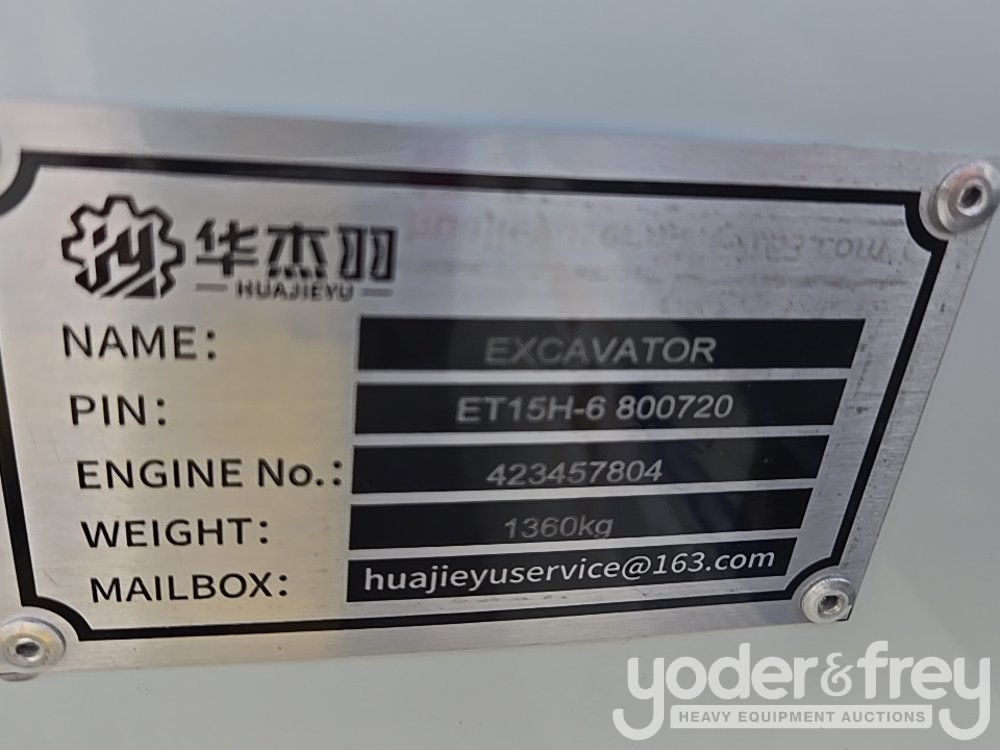 华杰羽
HUAJIEYU
NAME: EXCAVATOR
PIN: ET15H-6 800720
ENGINE No.: 423457804
WEIGHT: 1360kg
MAILBOX: huajieyuservice@163.com
yoder&frey
HEAVY EQUIPMENT AUCTIONS